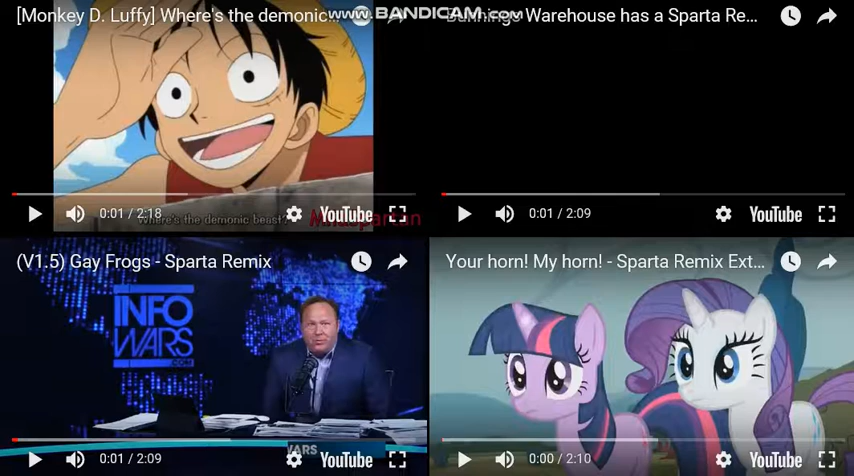 [Monkey D. Luffy] Where's the demonic
www.BANDICAM.com
Bunnings Warehouse has a Sparta Re...
Where's the demonic beast?
0:01 / 2:18
YouTube
0:01 / 2:09
YouTube
(V1.5) Gay Frogs - Sparta Remix
Your horn! My horn! - Sparta Remix Ext...
INFO
WARS
.COM
WARS
0:01 / 2:09
YouTube
0:00 / 2:10
YouTube